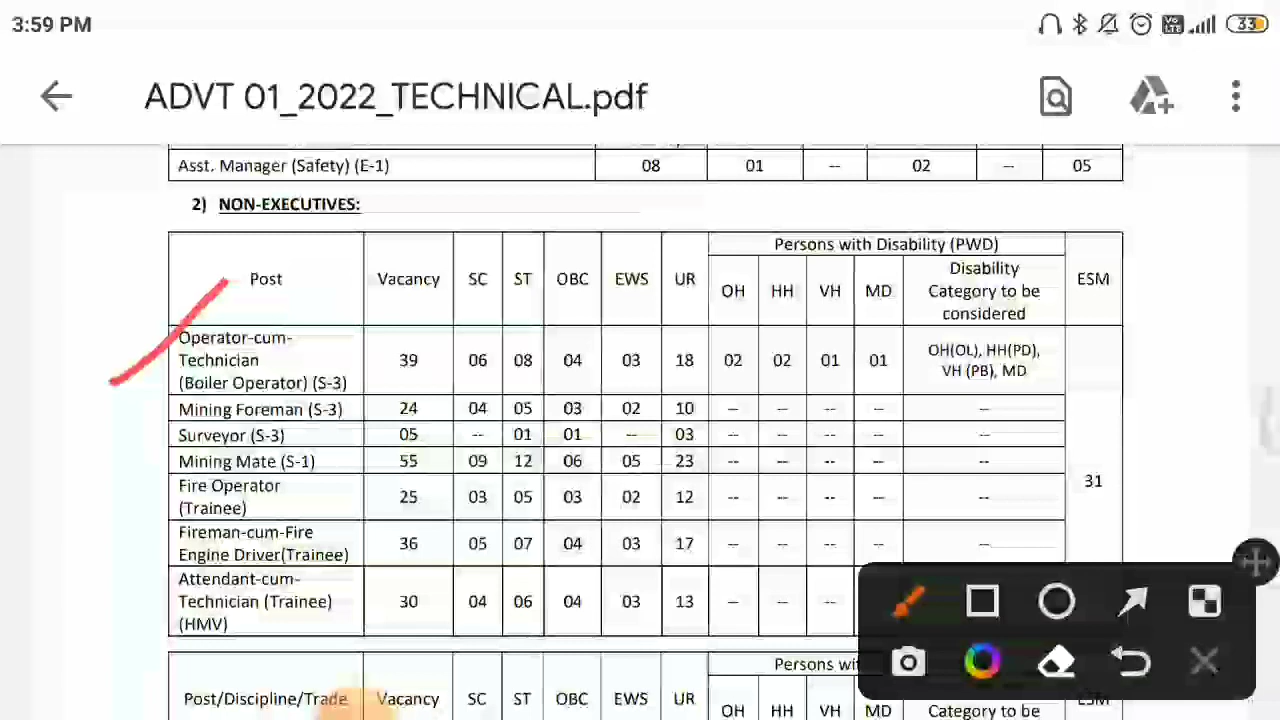 3:59 PM
33
ADVT 01_2022_TECHNICAL.pdf
Asst. Manager (Safety) (E-1) 08 01 -- 02 -- 05
2) NON-EXECUTIVES:
Post Vacancy SC ST OBC EWS UR Persons with Disability (PWD) ESM
OH HH VH MD Disability Category to be considered
Operator-cum-
Technician
(Boiler Operator) (S-3) 39 06 08 04 03 18 02 02 01 01 OH(OL), HH(PD),
VH (PB), MD
Mining Foreman (S-3) 24 04 05 03 02 10 -- -- -- -- --
Surveyor (S-3) 05 -- 01 01 -- 03 -- -- -- -- --
Mining Mate (S-1) 55 09 12 06 05 23 -- -- -- -- --
31
Fire Operator
(Trainee) 25 03 05 03 02 12 -- -- -- -- --
Fireman-cum-Fire
Engine Driver(Trainee) 36 05 07 04 03 17 -- -- -- -- --
Attendant-cum-
Technician (Trainee)
(HMV) 30 04 06 04 03 13 -- -- --
Post/Discipline/Trade Vacancy SC ST OBC EWS UR Persons ESM
OH HH VH MD Category to be